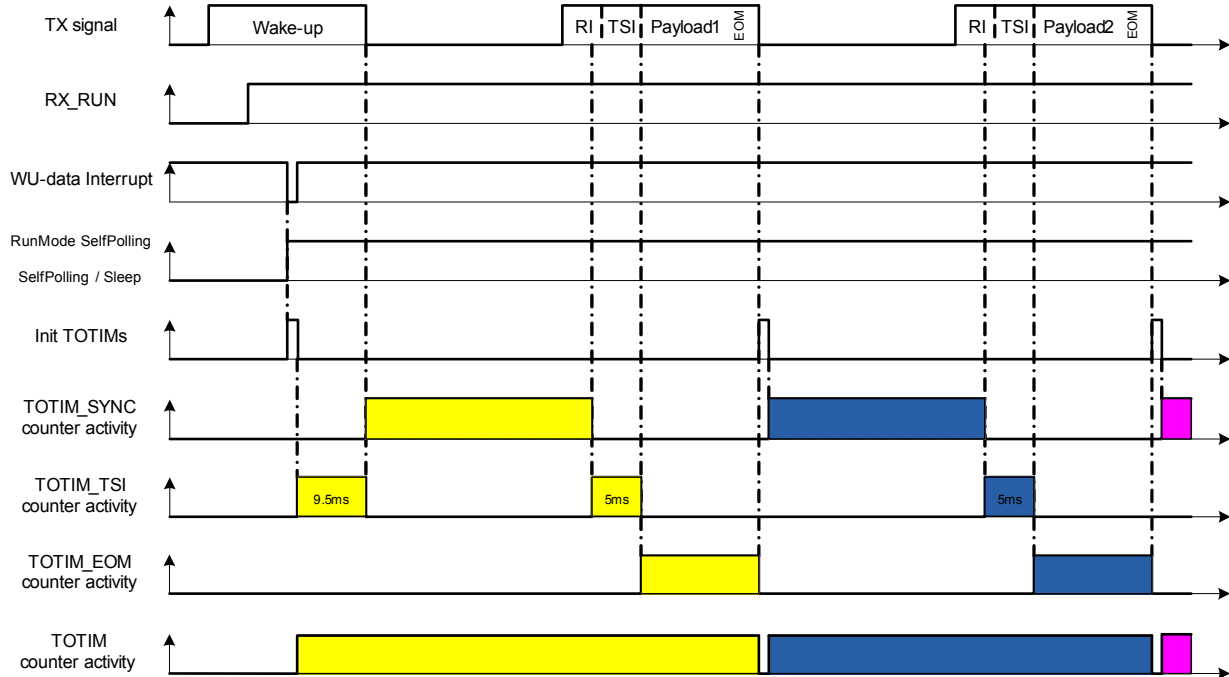 TX signal
Wake-up
RI
TSI
Payload1
EOM
RI
TSI
Payload2
EOM
RX_RUN
WU-data Interrupt
RunMode SelfPolling
SelfPolling / Sleep
Init TOTIMs
TOTIM_SYNC
counter activity
TOTIM_TSI
counter activity
9.5ms
5ms
5ms
TOTIM_EOM
counter activity
TOTIM
counter activity